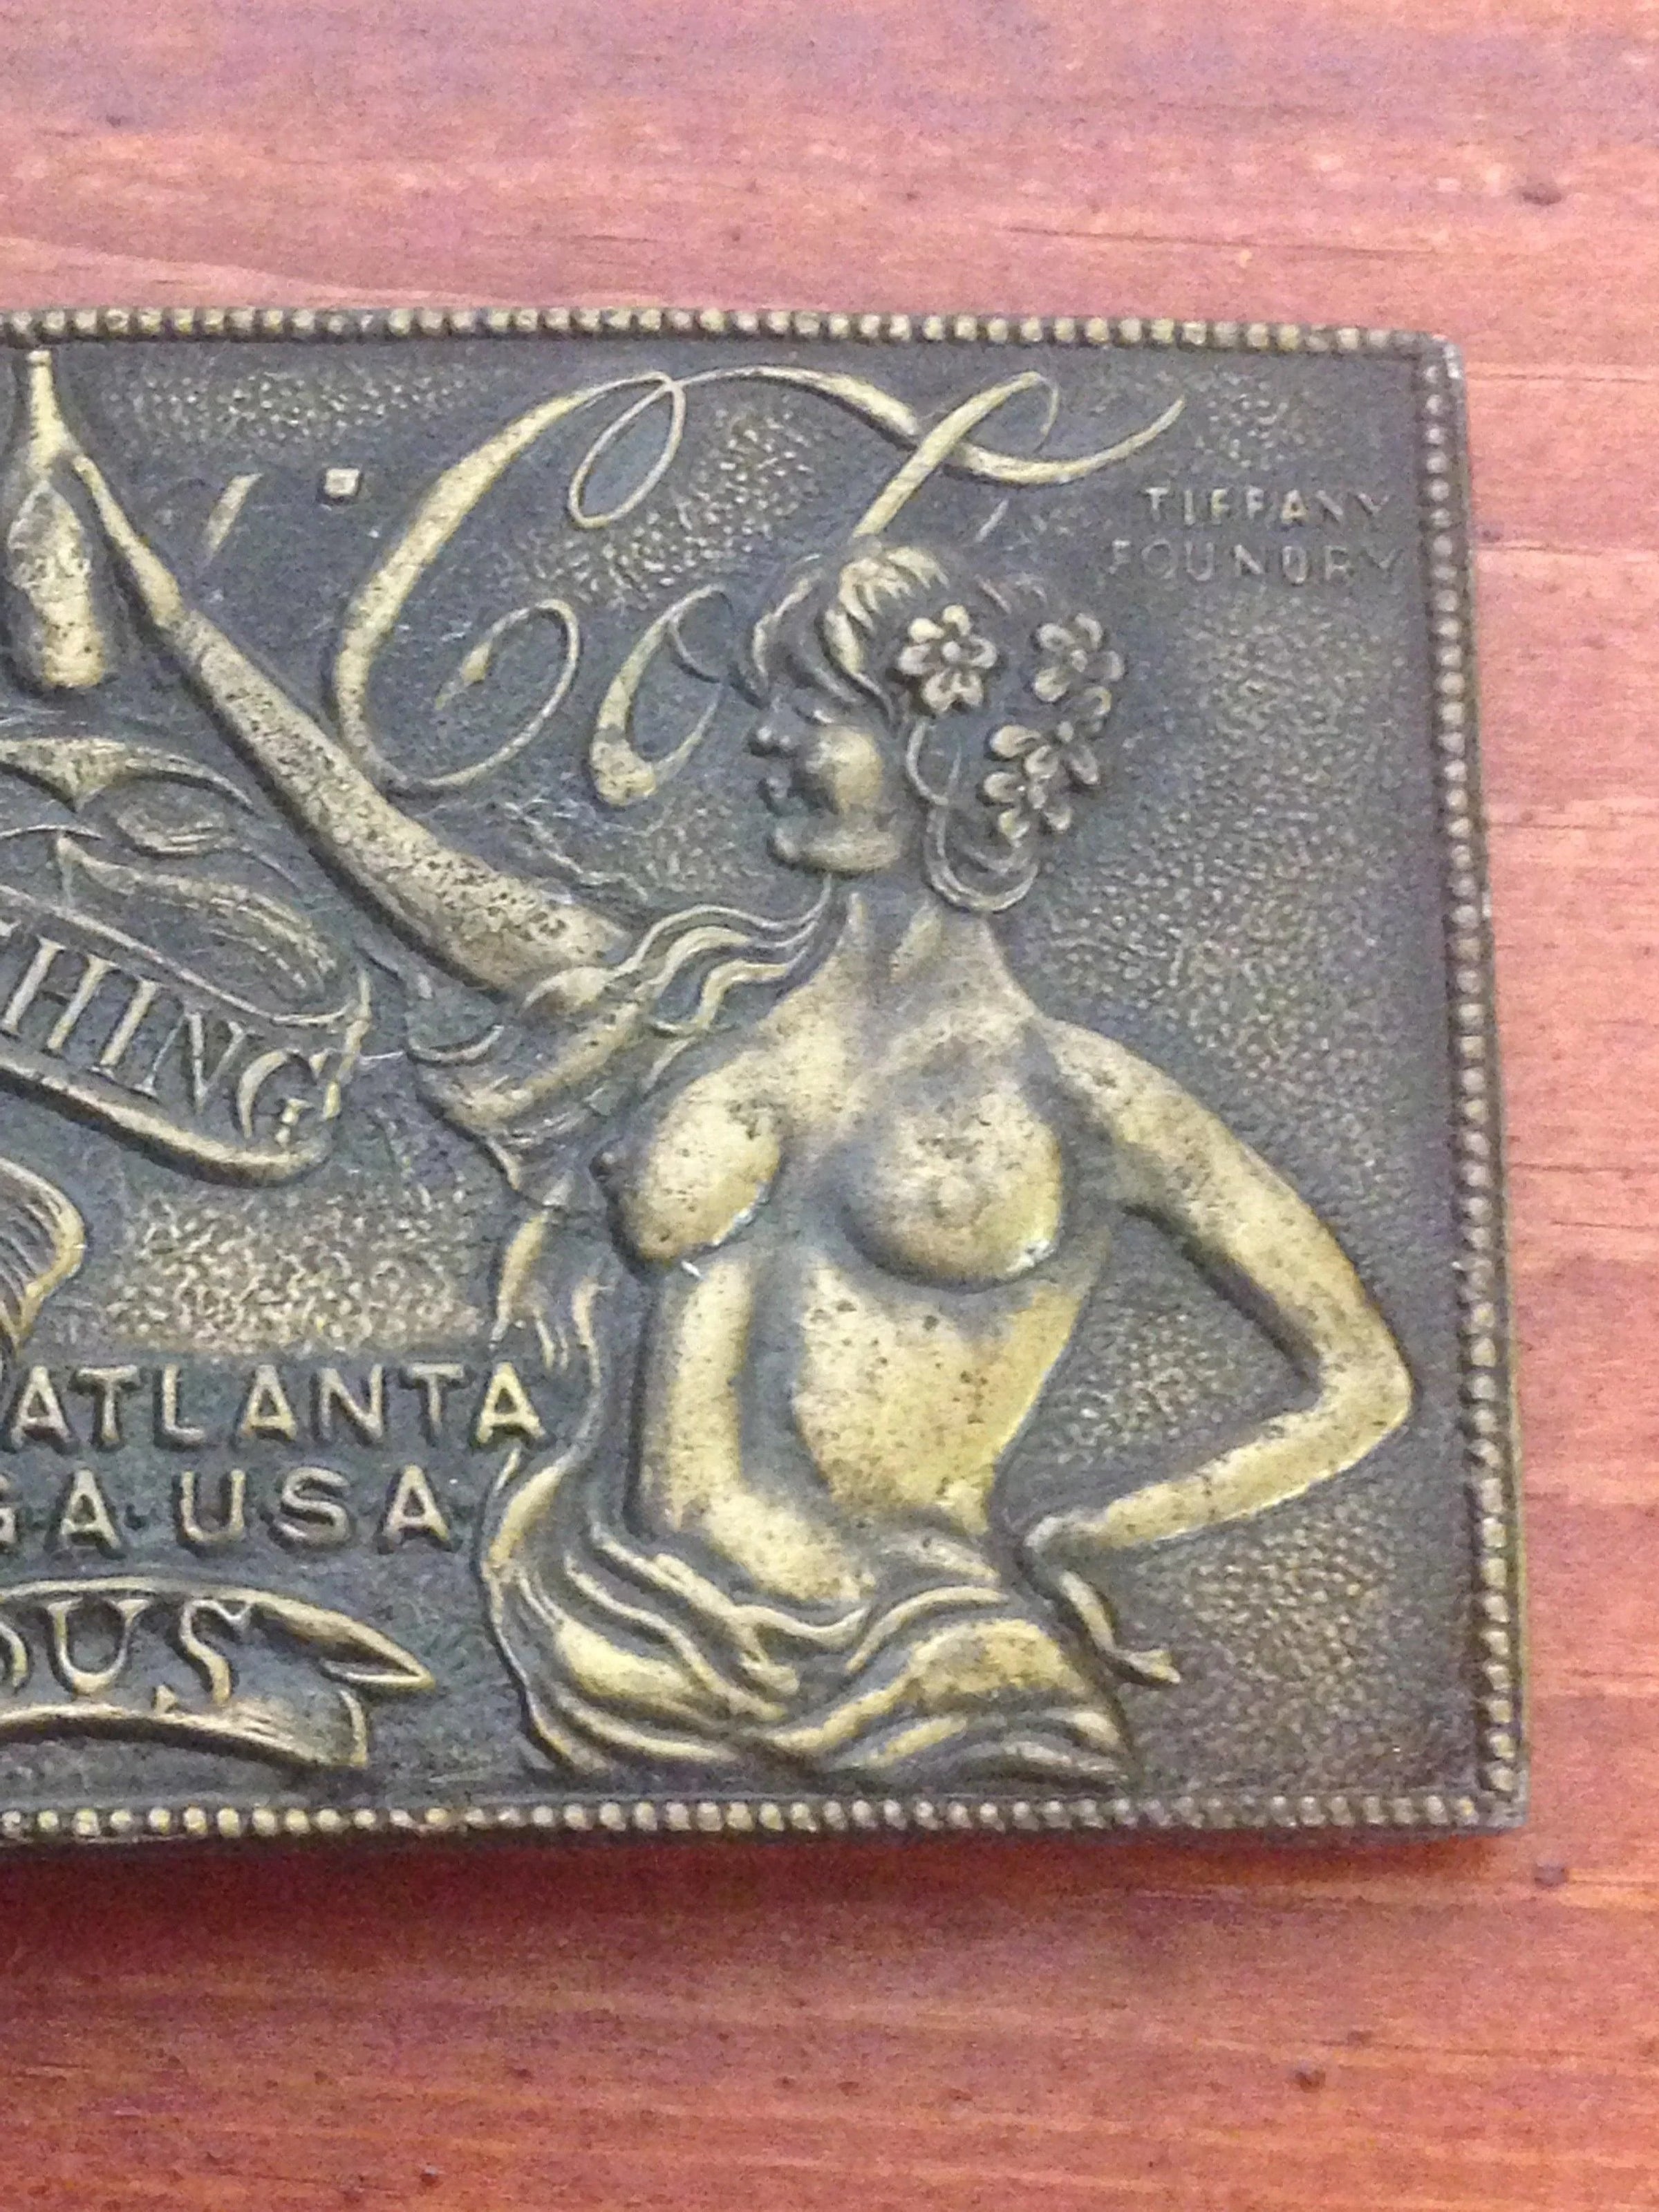 Co
TIFFANY
FOUNDRY
HING
ATLANTA
GA. USA
OUS